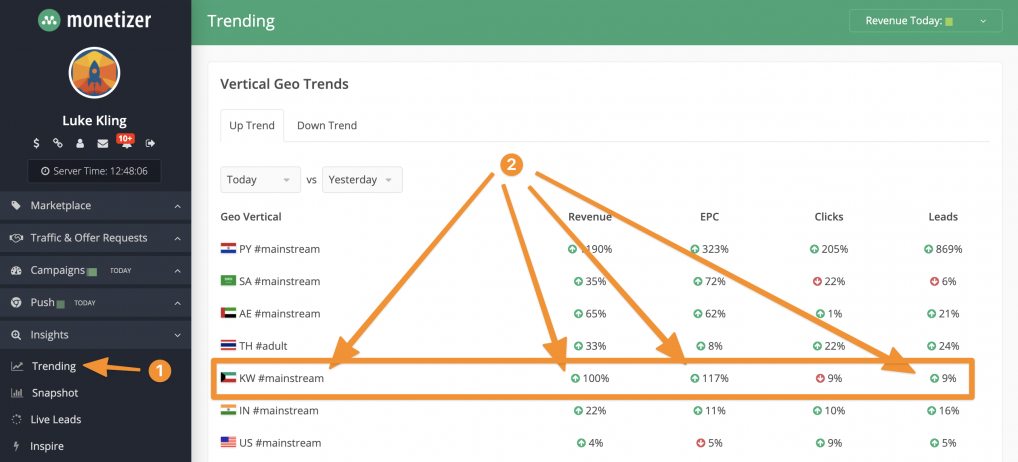 monetizer
Trending
Revenue Today:
Luke Kling
10+
Server Time: 12:48:06
Marketplace
Traffic & Offer Requests
Campaigns TODAY
Push TODAY
Insights
Trending 1
Snapshot
Live Leads
Inspire
Vertical Geo Trends
Up Trend Down Trend
2
Today vs Yesterday
Geo Vertical Revenue EPC Clicks Leads
PY #mainstream 190% 323% 205% 869%
SA #mainstream 35% 72% 22% 6%
AE #mainstream 65% 62% 1% 21%
TH #adult 33% 8% 22% 24%
KW #mainstream 100% 117% 9% 9%
IN #mainstream 22% 11% 10% 16%
US #mainstream 4% 5% 9% 5%